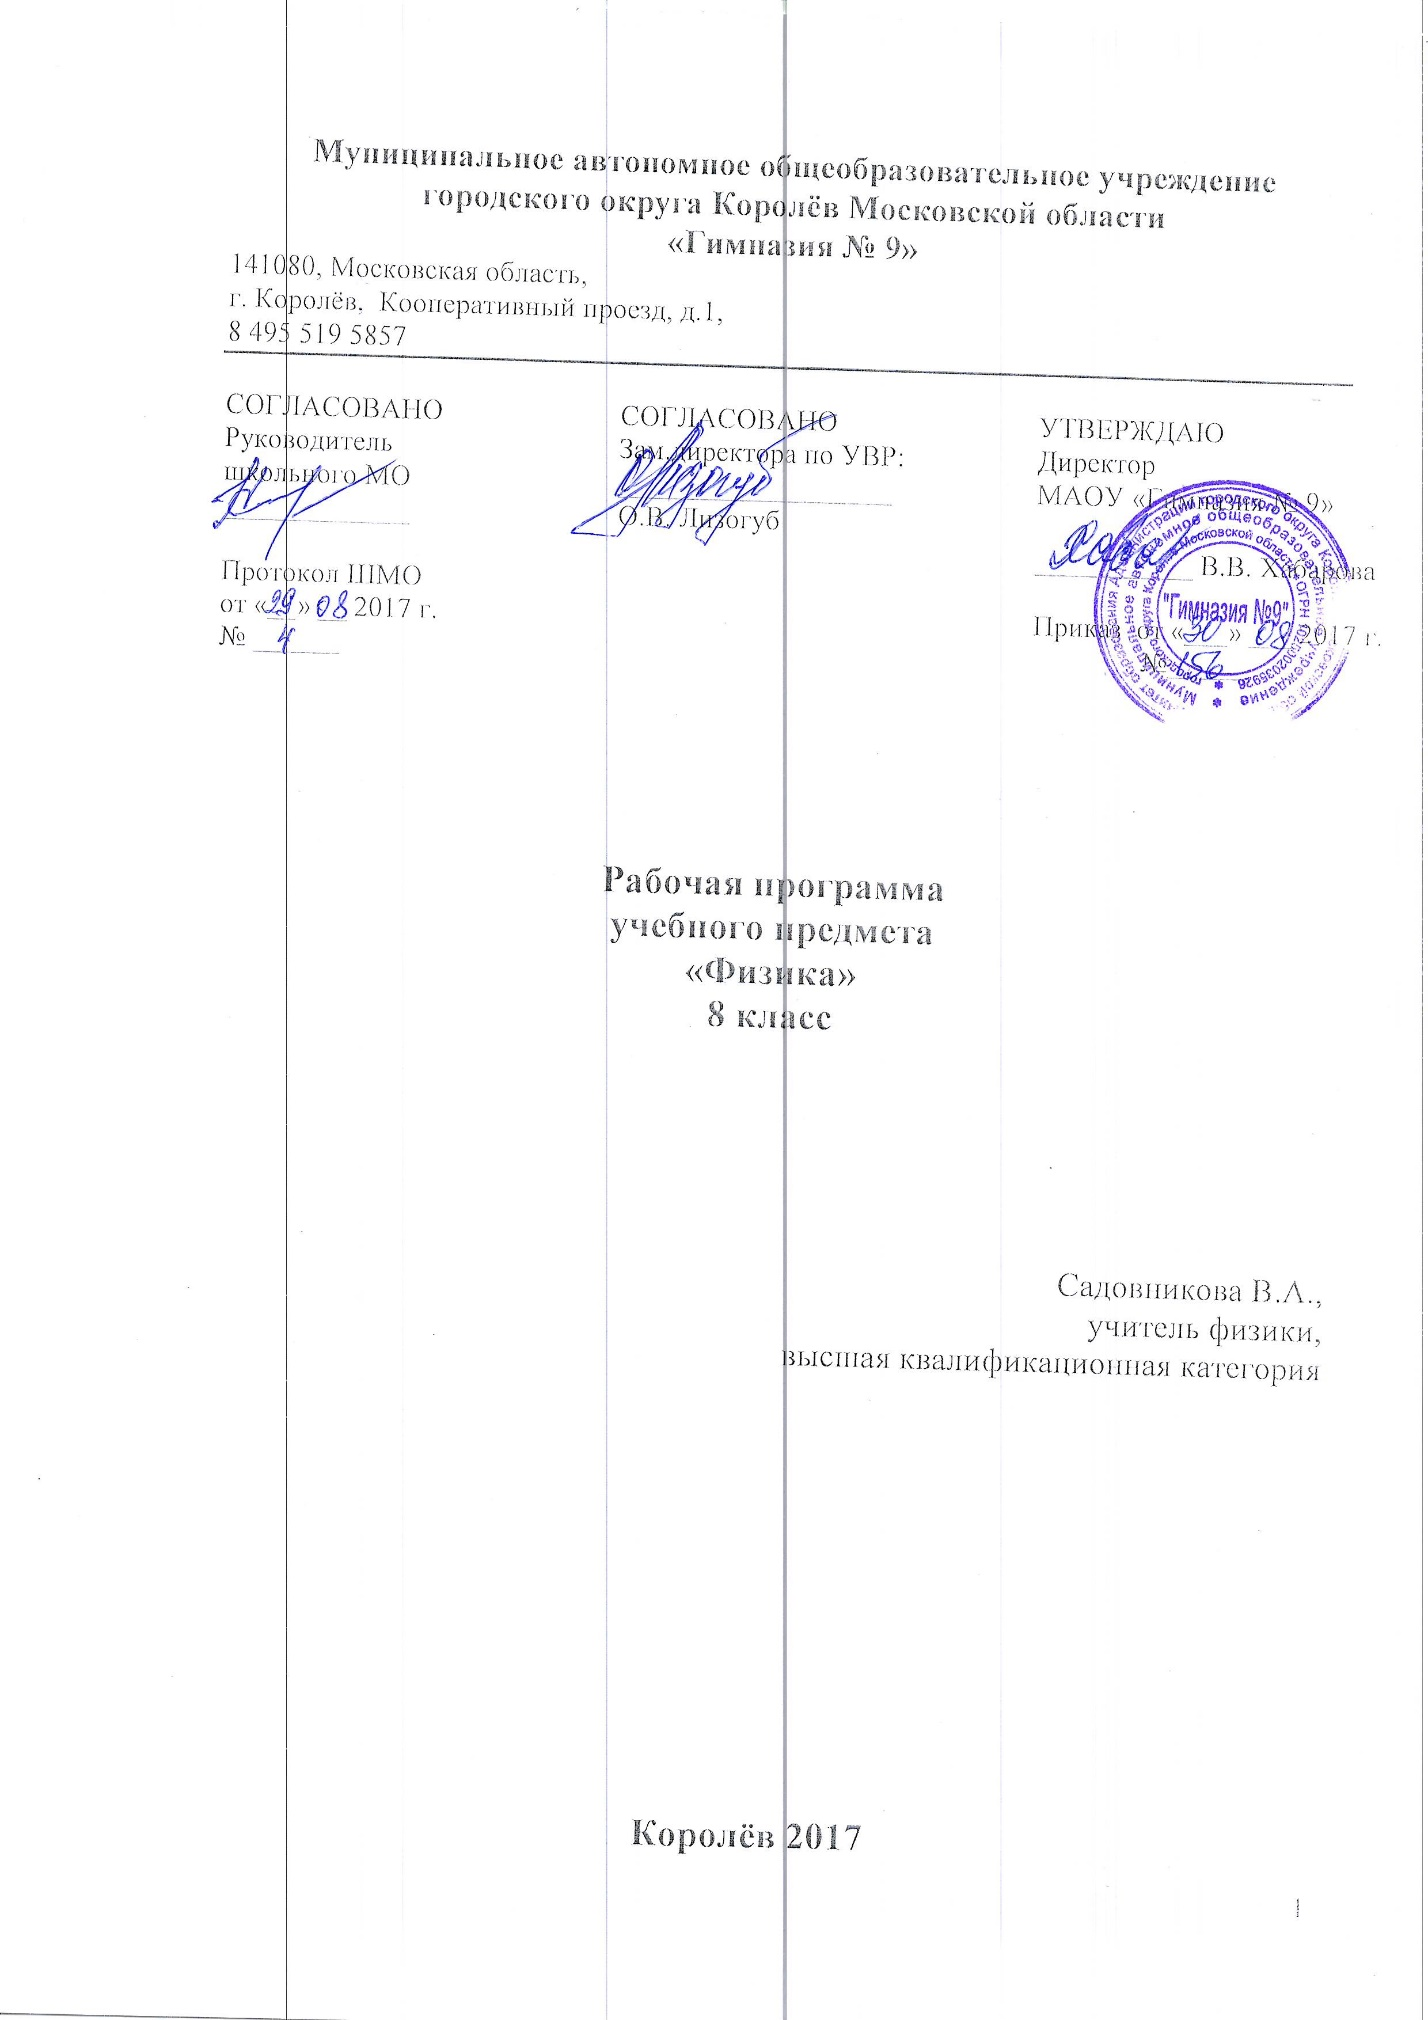 Муниципальное автономное общеобразовательное учреждение
городского округа Королёв Московской области
«Гимназия № 9»
141080, Московская область,
г. Королёв, Кооперативный проезд, д.1,
8 495 519 5857
СОГЛАСОВАНО
Руководитель
школьного МО
Протокол ШМО
от «29» 08 2017 г.
№ 4
СОГЛАСОВАНО
Зам.директора по УВР:
О.В. Лизогуб
УТВЕРЖДАЮ
Директор
МАОУ «Гимназия № 9»
В.В. Хабарова
Приказ от «30» 08 2017 г.
№ 156
"Гимназия №9"
Рабочая программа
учебного предмета
«Физика»
8 класс
Садовникова В.А.,
учитель физики,
высшая квалификационная категория
Королёв 2017
1